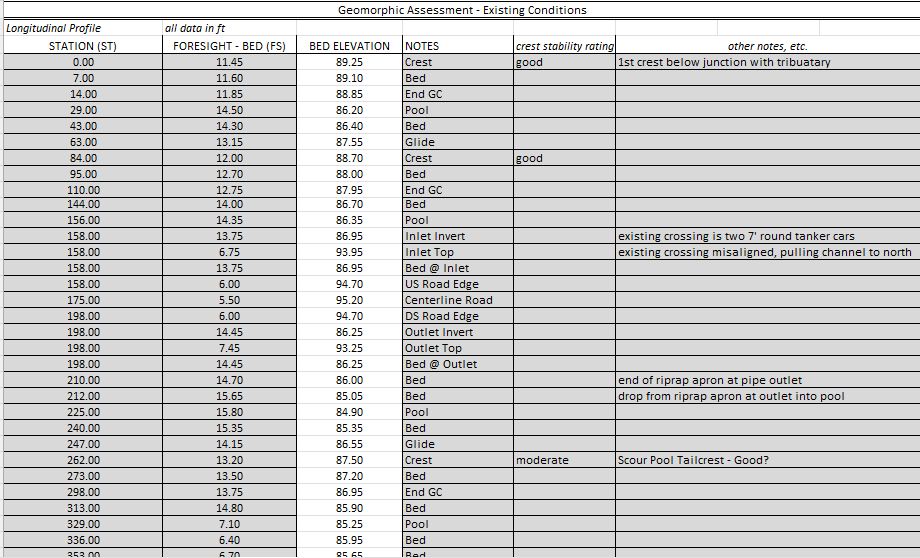 Geomorphic Assessment - Existing Conditions
Longitudinal Profile all data in ft
STATION (ST) FORESIGHT - BED (FS) BED ELEVATION NOTES crest stability rating other notes, etc.
0.00 11.45 89.25 Crest good 1st crest below junction with tribuatary
7.00 11.60 89.10 Bed
14.00 11.85 88.85 End GC
29.00 14.50 86.20 Pool
43.00 14.30 86.40 Bed
63.00 13.15 87.55 Glide
84.00 12.00 88.70 Crest good
95.00 12.70 88.00 Bed
110.00 12.75 87.95 End GC
144.00 14.00 86.70 Bed
156.00 14.35 86.35 Pool
158.00 13.75 86.95 Inlet Invert existing crossing is two 7' round tanker cars
158.00 6.75 93.95 Inlet Top existing crossing misaligned, pulling channel to north
158.00 13.75 86.95 Bed @ Inlet
158.00 6.00 94.70 US Road Edge
175.00 5.50 95.20 Centerline Road
198.00 6.00 94.70 DS Road Edge
198.00 14.45 86.25 Outlet Invert
198.00 7.45 93.25 Outlet Top
198.00 14.45 86.25 Bed @ Outlet
210.00 14.70 86.00 Bed end of riprap apron at pipe outlet
212.00 15.65 85.05 Bed drop from riprap apron at outlet into pool
225.00 15.80 84.90 Pool
240.00 15.35 85.35 Bed
247.00 14.15 86.55 Glide
262.00 13.20 87.50 Crest moderate Scour Pool Tailcrest - Good?
273.00 13.50 87.20 Bed
298.00 13.75 86.95 End GC
313.00 14.80 85.90 Bed
329.00 7.10 85.25 Pool
336.00 6.40 85.95 Bed
353.00 6.70 85.65 Bed